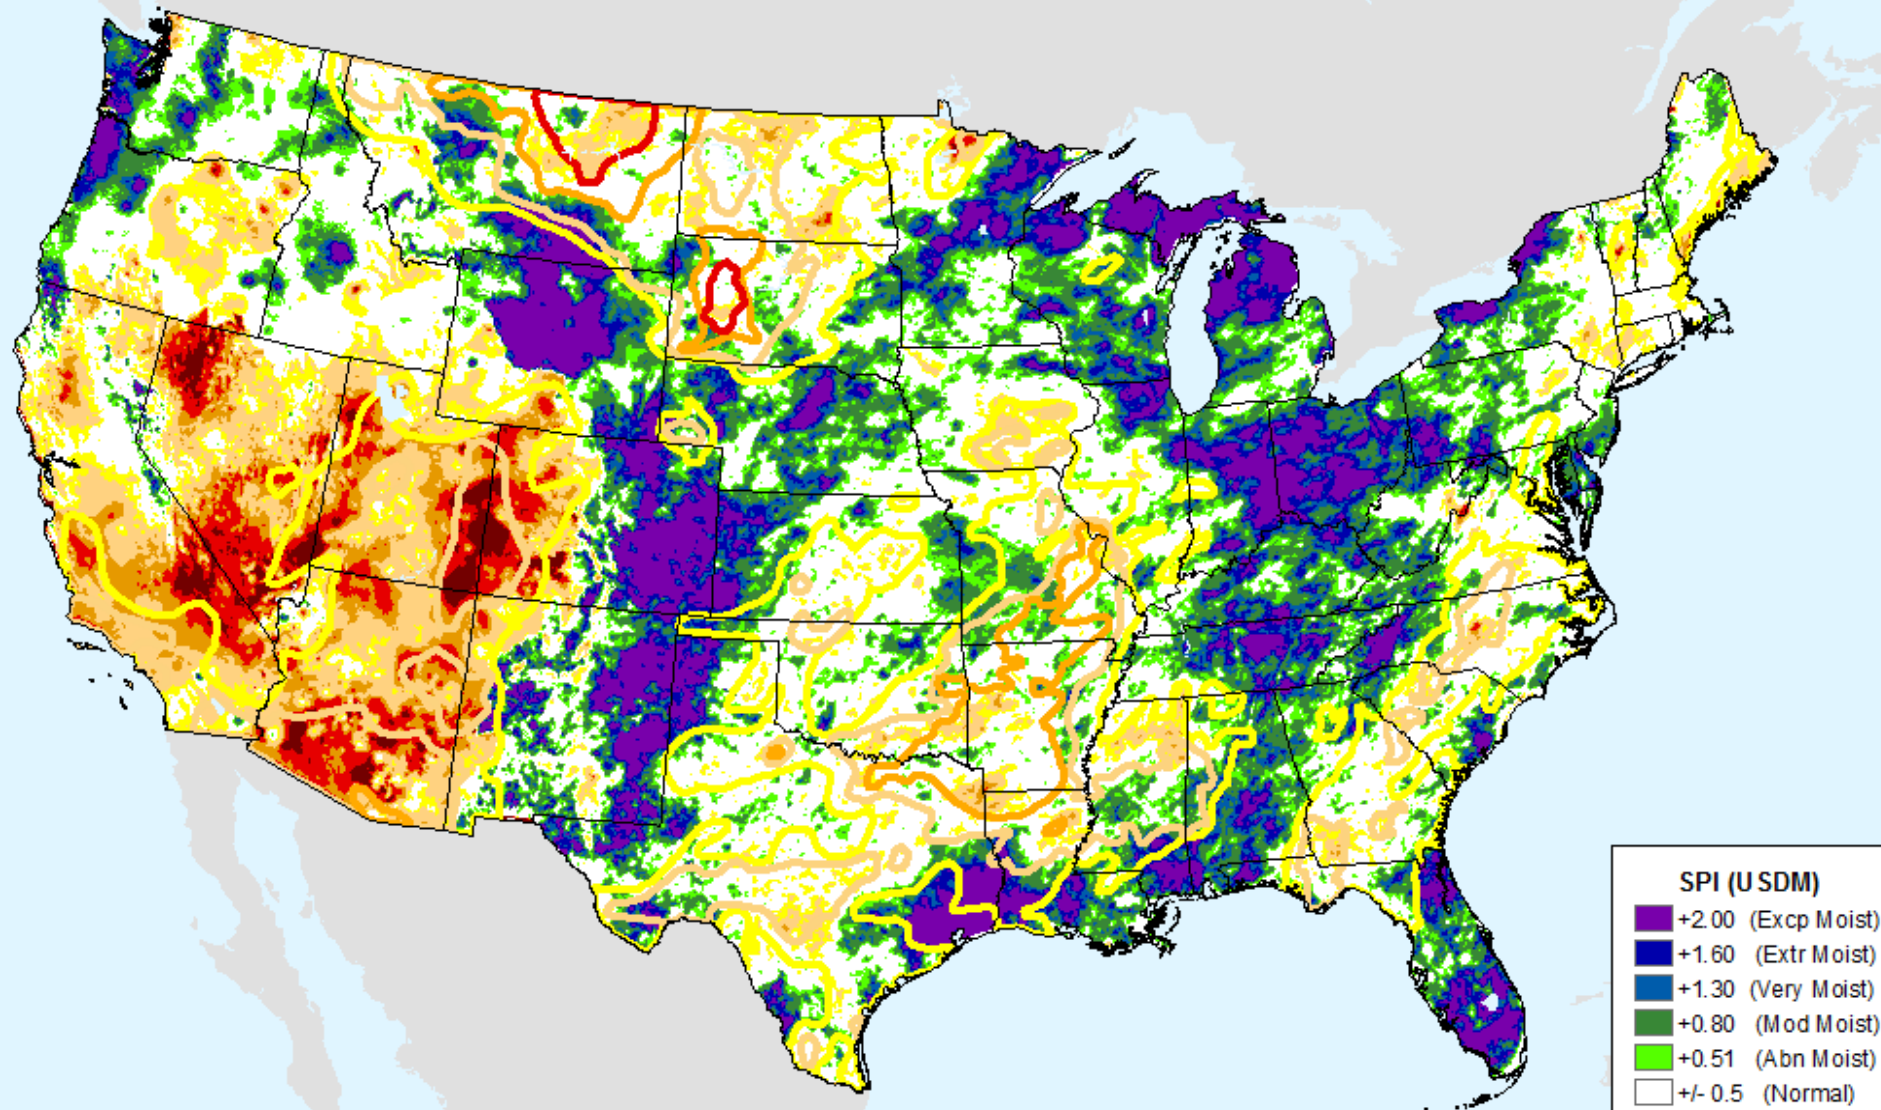 SPI (USDM)
+2.00 (Excp Moist)
+1.60 (Extr Moist)
+1.30 (Very Moist)
+0.80 (Mod Moist)
+0.51 (Abn Moist)
+/- 0.5 (Normal)